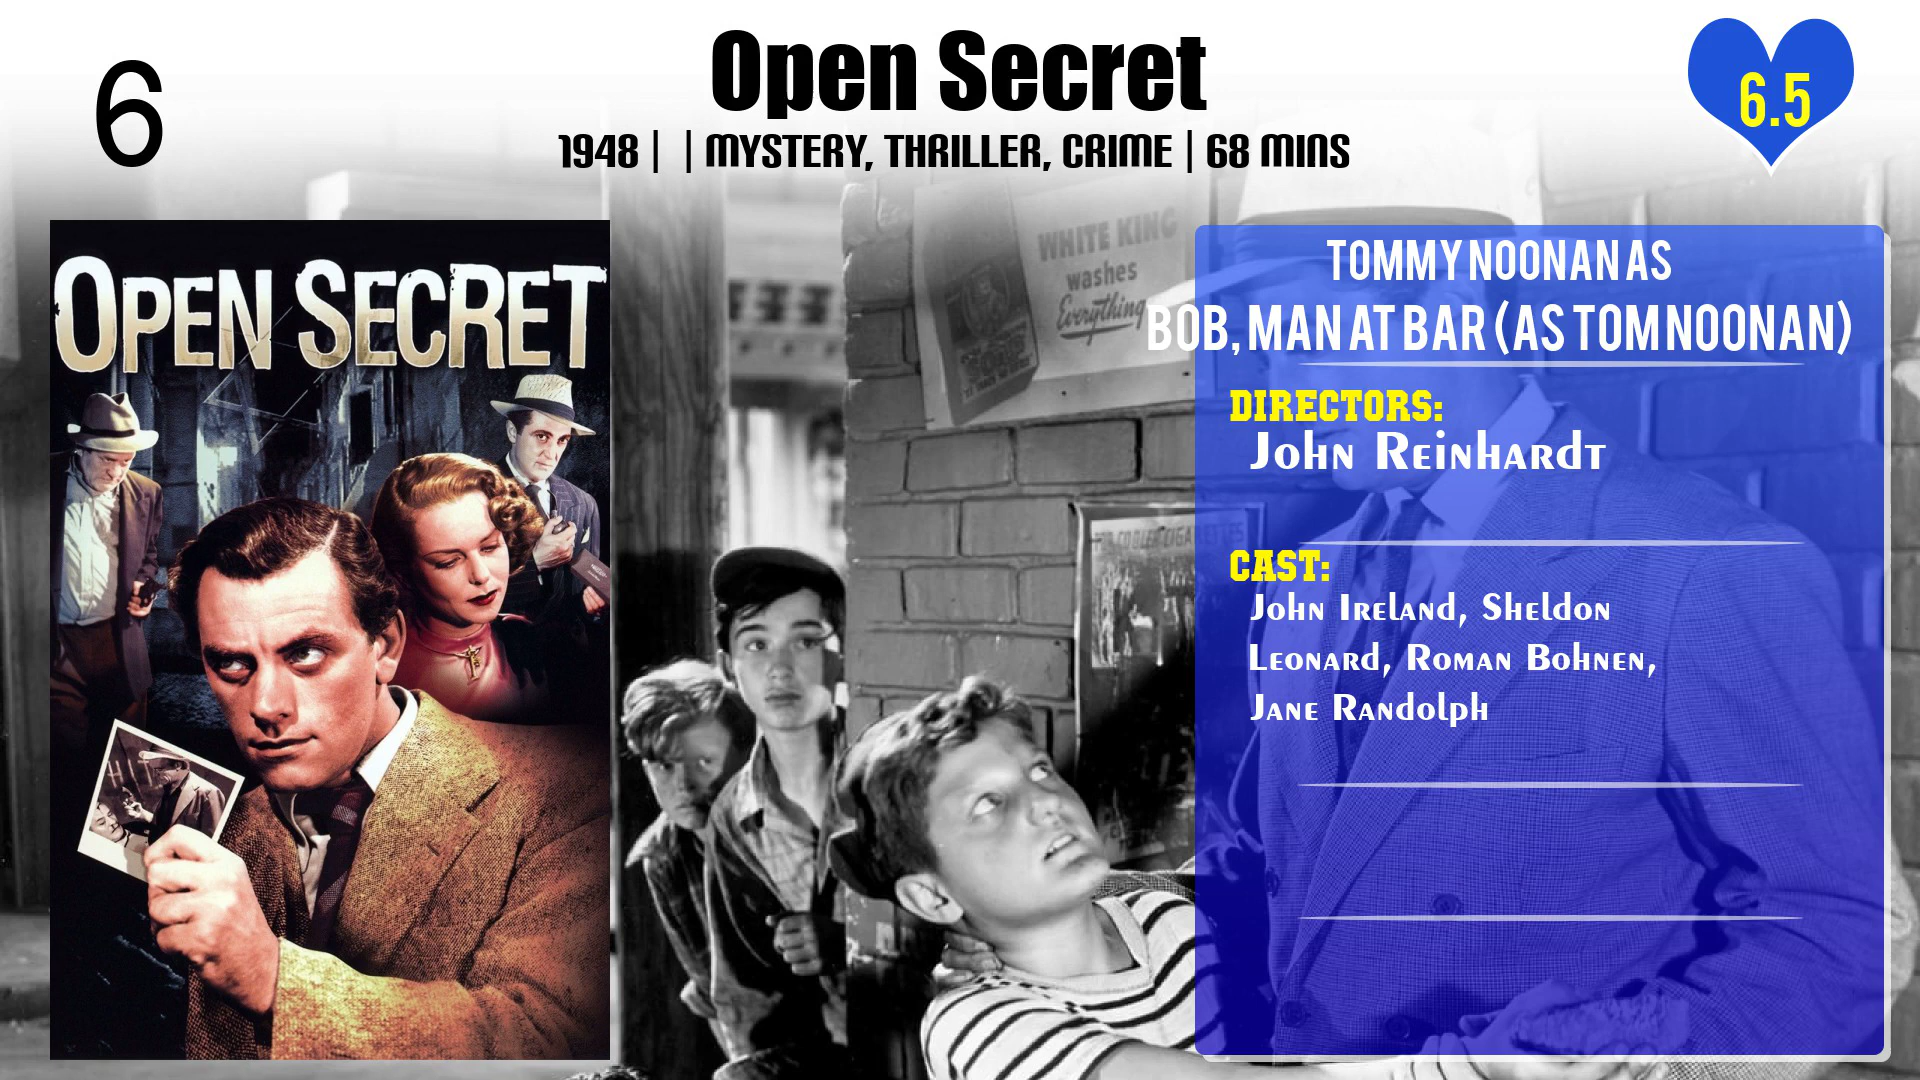 6
Open Secret
6.5
1948 | | MYSTERY, THRILLER, CRIME | 68 MINS
OPEN SECRET
WHITE KING
washes
Everything
TOMMY NOONAN AS
BOB, MAN AT BAR (AS TOM NOONAN)
DIRECTORS:
John Reinhardt
CAST:
John Ireland, Sheldon
Leonard, Roman Bohnen,
Jane Randolph